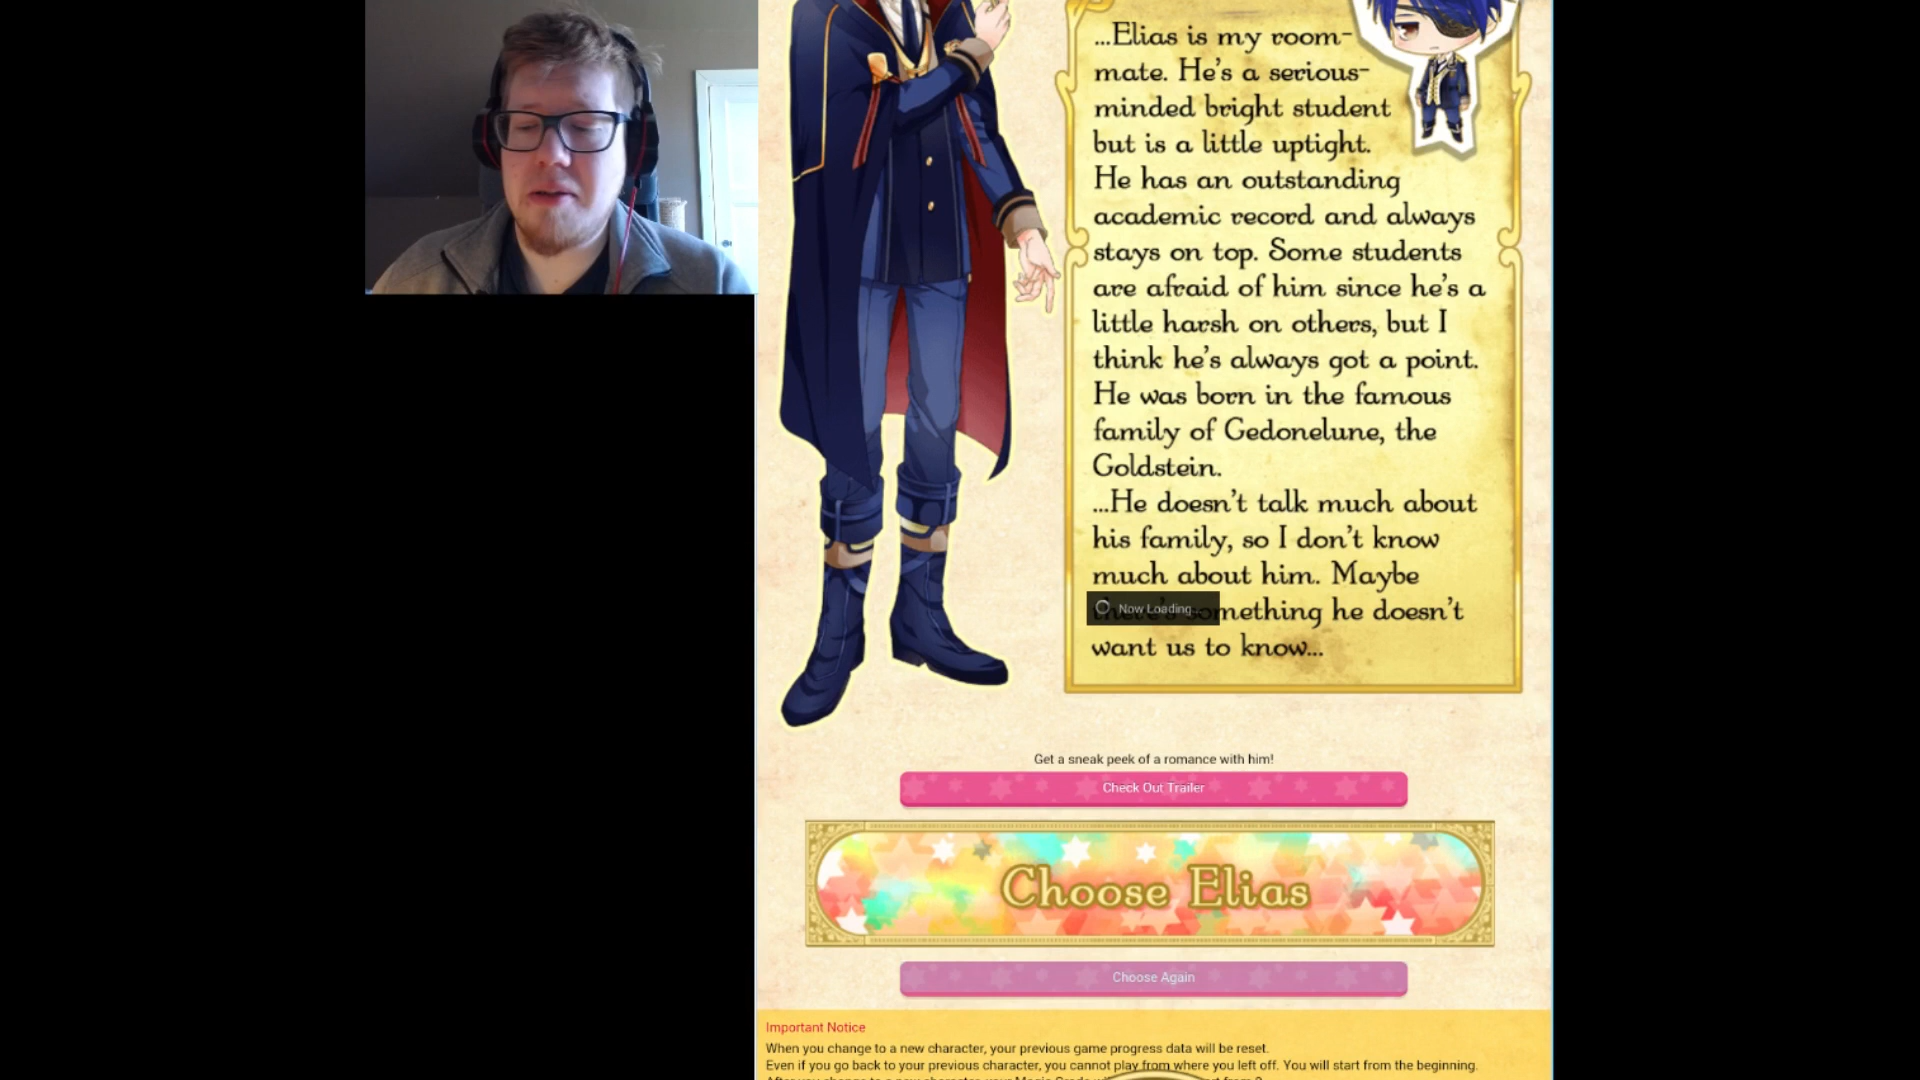 ...Elias is my room-
mate. He's a serious-
minded bright student
but is a little uptight.
He has an outstanding
academic record and always
stays on top. Some students
are afraid of him since he's a
little harsh on others, but I
think he's always got a point.
He was born in the famous
family of Gedonelune, the
Goldstein.
...He doesn't talk much about
his family, so I don't know
much about him. Maybe
there's something he doesn't
Now Loading...
want us to know...
Get a sneak peek of a romance with him!
Check Out Trailer
Choose Elias
Choose Again
Important Notice
When you change to a new character, your previous game progress data will be reset.
Even if you go back to your previous character, you cannot play from where you left off. You will start from the beginning.